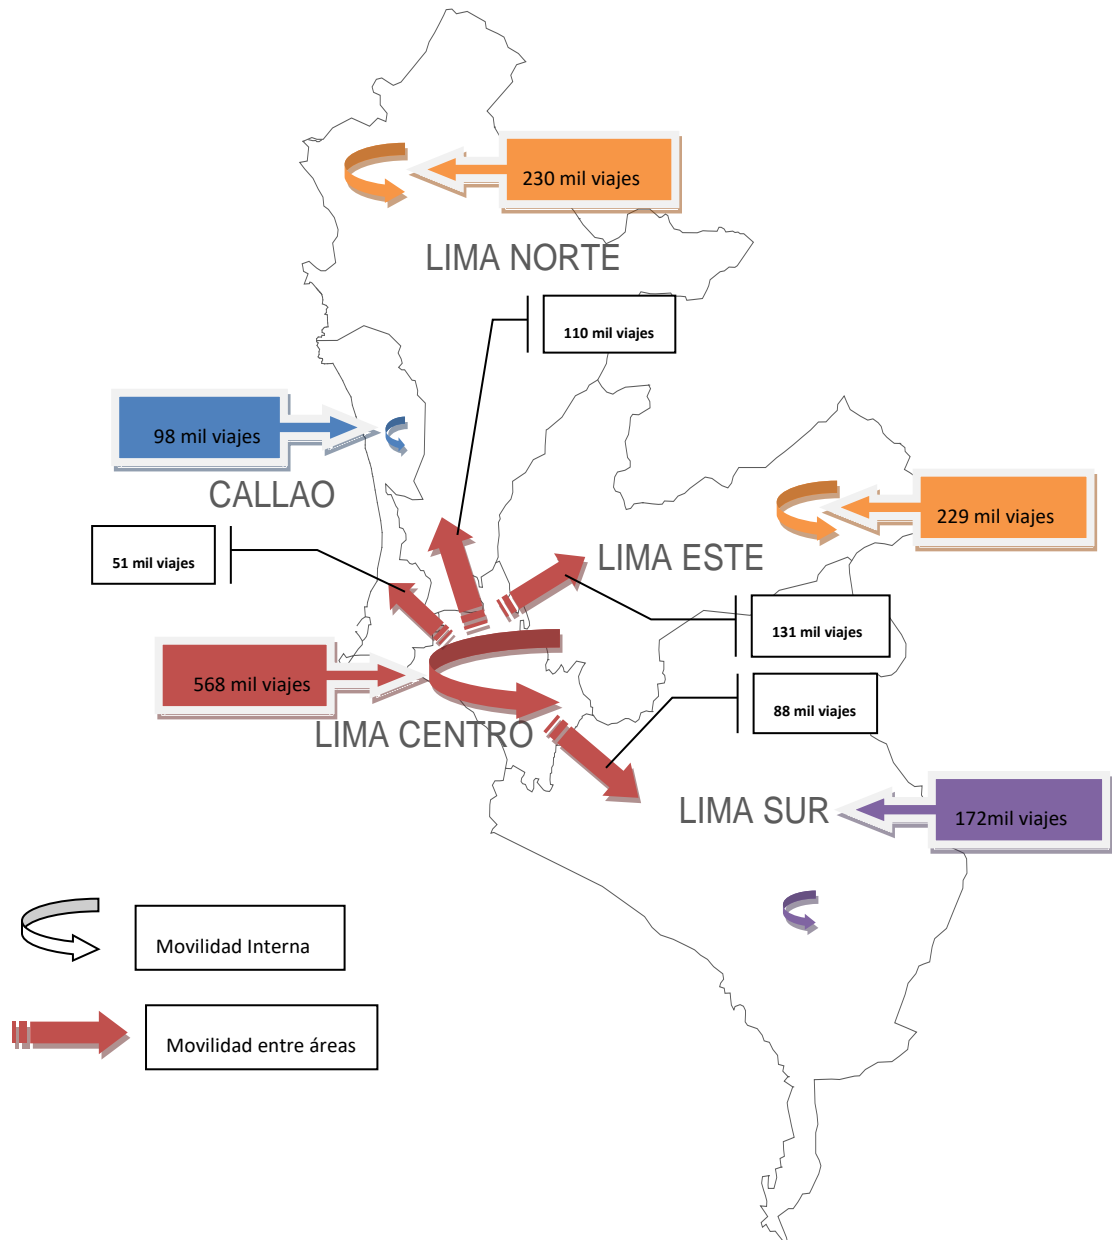 230 mil viajes
LIMA NORTE
110 mil viajes
98 mil viajes
CALLAO
229 mil viajes
51 mil viajes
LIMA ESTE
131 mil viajes
568 mil viajes
88 mil viajes
LIMA CENTRO
LIMA SUR
172mil viajes
Movilidad Interna
Movilidad entre áreas